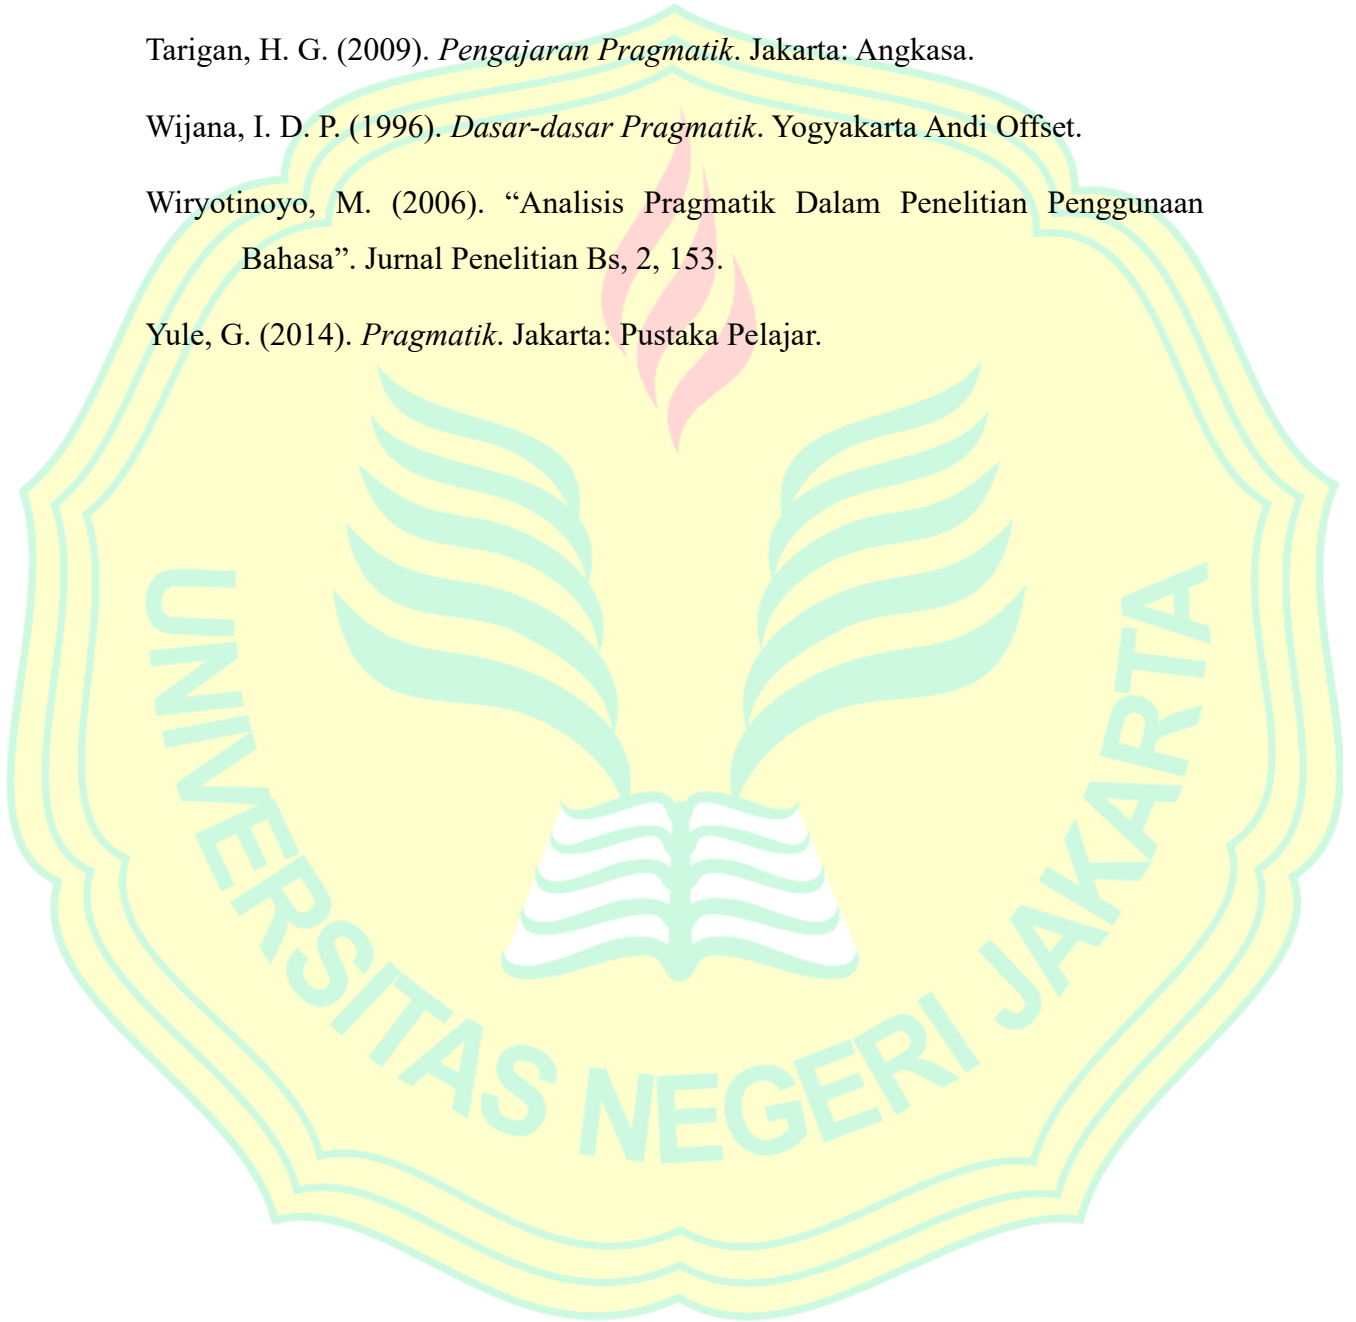 Tarigan, H. G. (2009). Pengajaran Pragmatik. Jakarta: Angkasa.
Wijana, I. D. P. (1996). Dasar-dasar Pragmatik. Yogyakarta Andi Offset.
Wiryotinoyo, M. (2006). “Analisis Pragmatik Dalam Penelitian Penggunaan
Bahasa”. Jurnal Penelitian Bs, 2, 153.
Yule, G. (2014). Pragmatik. Jakarta: Pustaka Pelajar.
UNIVERSITAS NEGERI JAKARTA